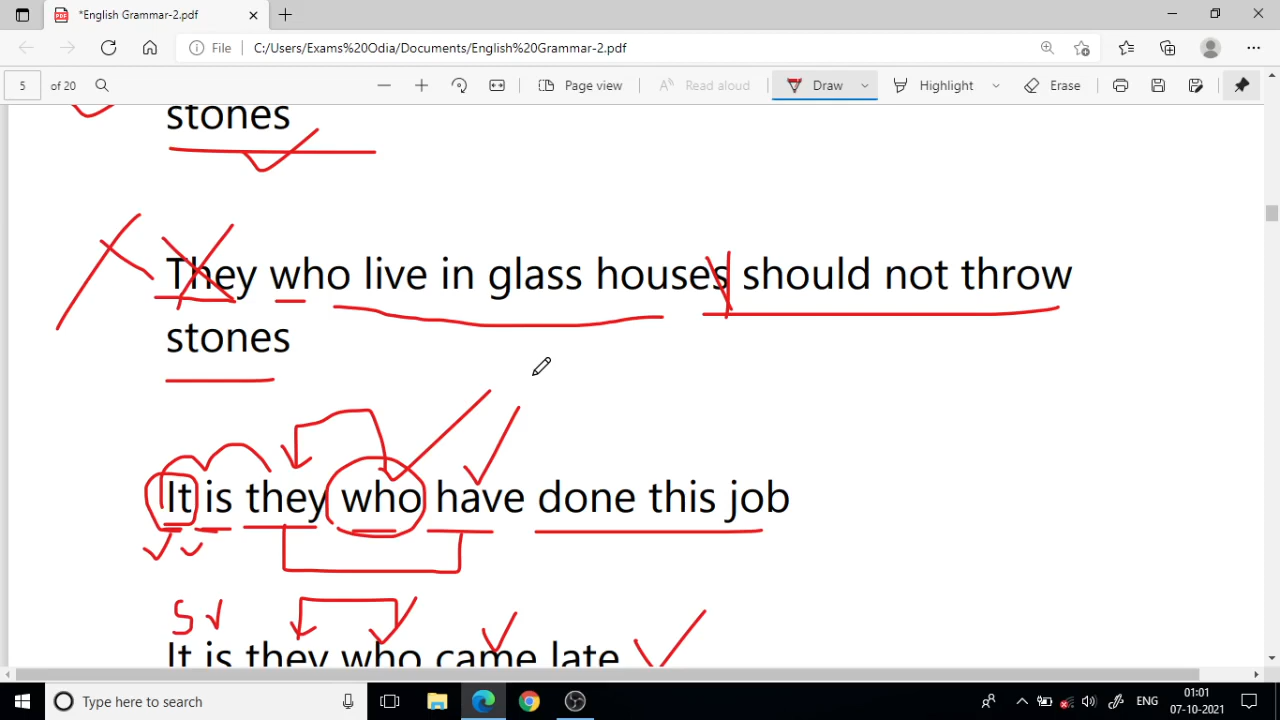 *English Grammar-2.pdf
File C:/Users/Exams%20Odia/Documents/English%20Grammar-2.pdf
5 of 20 Page view Read aloud Draw Highlight Erase
stones
They who live in glass houses should not throw
stones
It is they who have done this job
S V
It is they who came late
Type here to search
ENG
01:01
07-10-2021